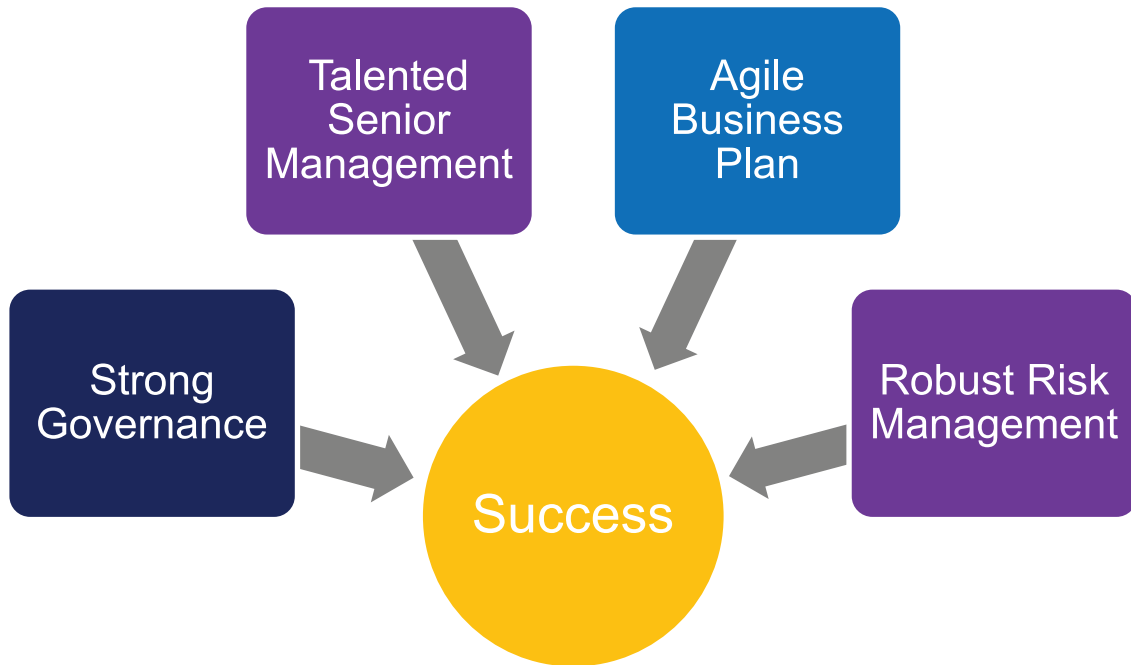 Talented
Senior
Management
Agile
Business
Plan
Strong
Governance
Robust Risk
Management
Success